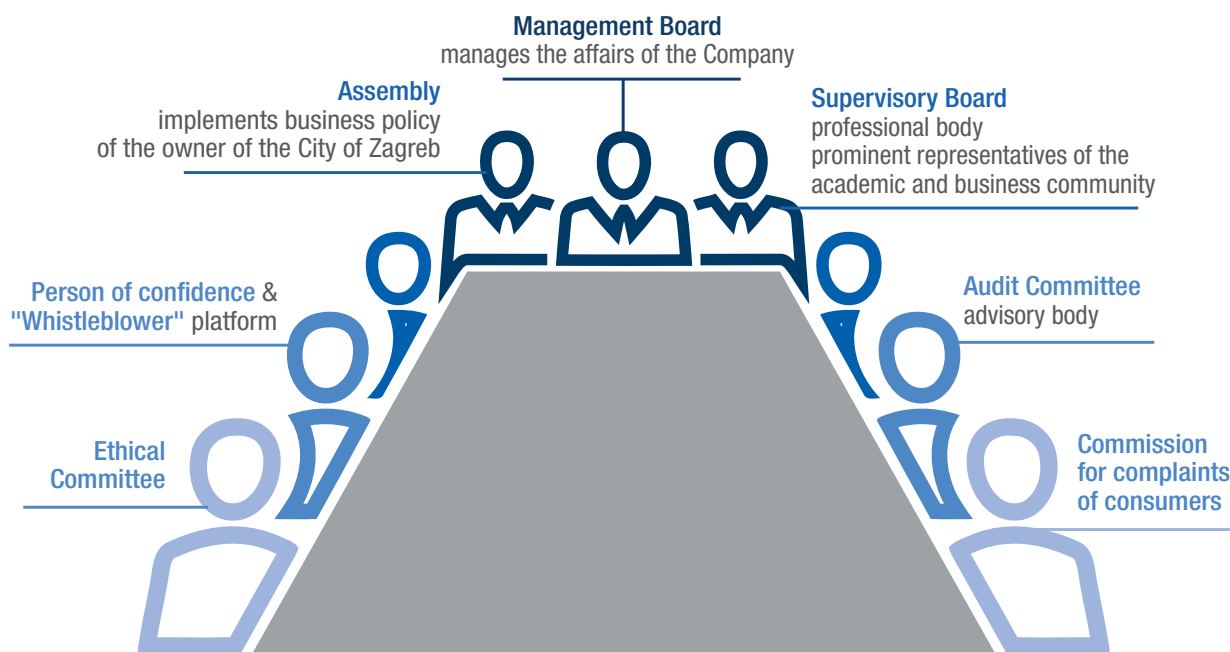 Management Board
manages the affairs of the Company
Assembly
implements business policy
of the owner of the City of Zagreb
Supervisory Board
professional body
prominent representatives of the
academic and business community
Person of confidence &
"Whistleblower" platform
Audit Committee
advisory body
Ethical
Committee
Commission
for complaints
of consumers